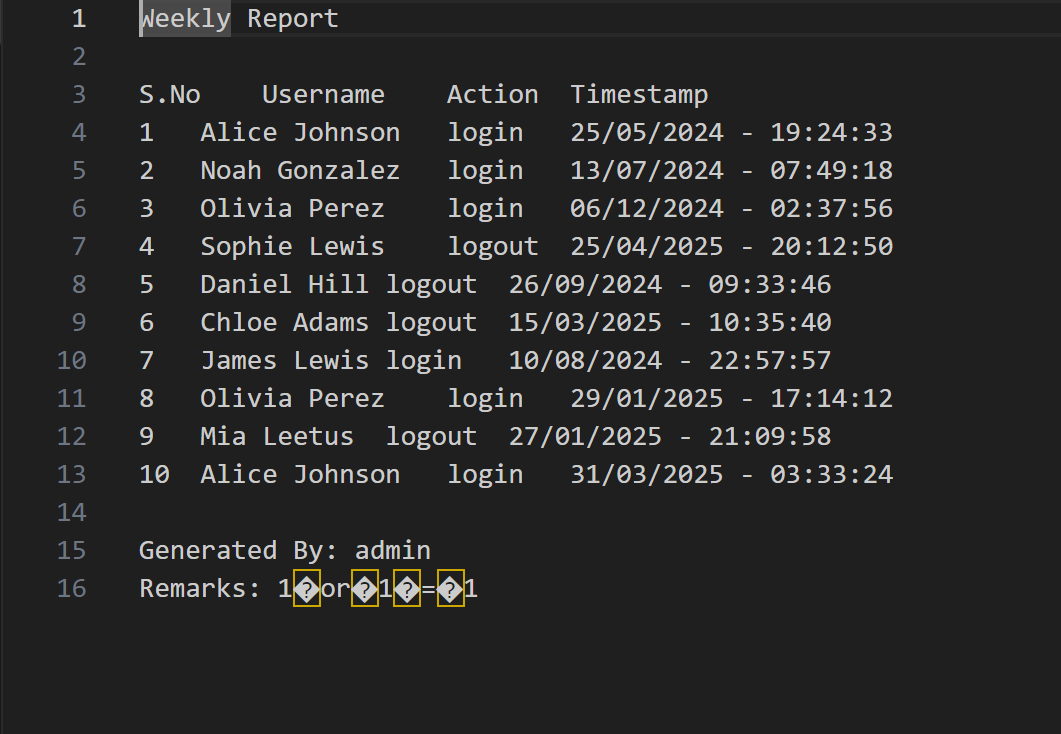 1 Weekly Report
2
3 S.No Username Action Timestamp
4 1 Alice Johnson login 25/05/2024 - 19:24:33
5 2 Noah Gonzalez login 13/07/2024 - 07:49:18
6 3 Olivia Perez login 06/12/2024 - 02:37:56
7 4 Sophie Lewis logout 25/04/2025 - 20:12:50
8 5 Daniel Hill logout 26/09/2024 - 09:33:46
9 6 Chloe Adams logout 15/03/2025 - 10:35:40
10 7 James Lewis login 10/08/2024 - 22:57:57
11 8 Olivia Perez login 29/01/2025 - 17:14:12
12 9 Mia Leetus logout 27/01/2025 - 21:09:58
13 10 Alice Johnson login 31/03/2025 - 03:33:24
14
15 Generated By: admin
16 Remarks: 1�or�1�=�1